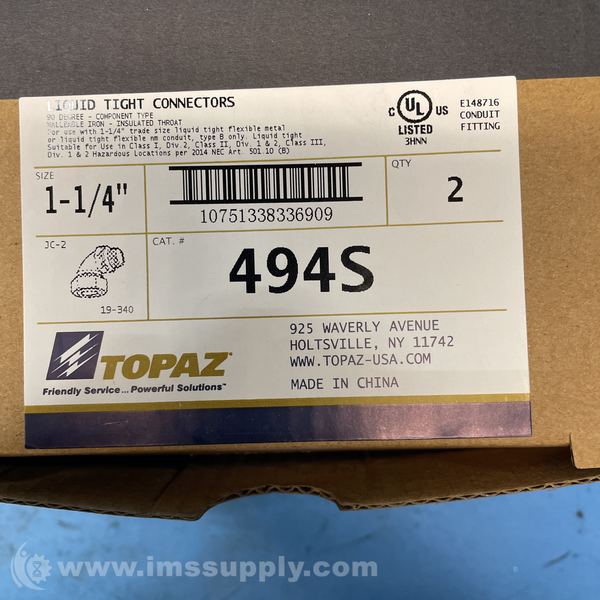 LIQUID TIGHT CONNECTORS
90 DEGREE - COMPONENT TYPE
MALLEABLE IRON - INSULATED THROAT
For use with 1-1/4" trade size liquid tight flexible metal
or liquid tight flexible nm conduit, type B only. Liquid tight
Suitable for Use in Class I, Div.2, Class II, Div. 1 & 2, Class III,
Div. 1 & 2 Hazardous Locations per 2014 NEC Art. 501.10 (B)
C UL US
LISTED
3HNN
E148716
CONDUIT
FITTING
SIZE
1-1/4"
10751338336909
QTY
2
JC-2
19-340
CAT. #
494S
TOPAZ
Friendly Service... Powerful Solutions™
925 WAVERLY AVENUE
HOLTSVILLE, NY 11742
WWW.TOPAZ-USA.COM
MADE IN CHINA
www.imssupply.com